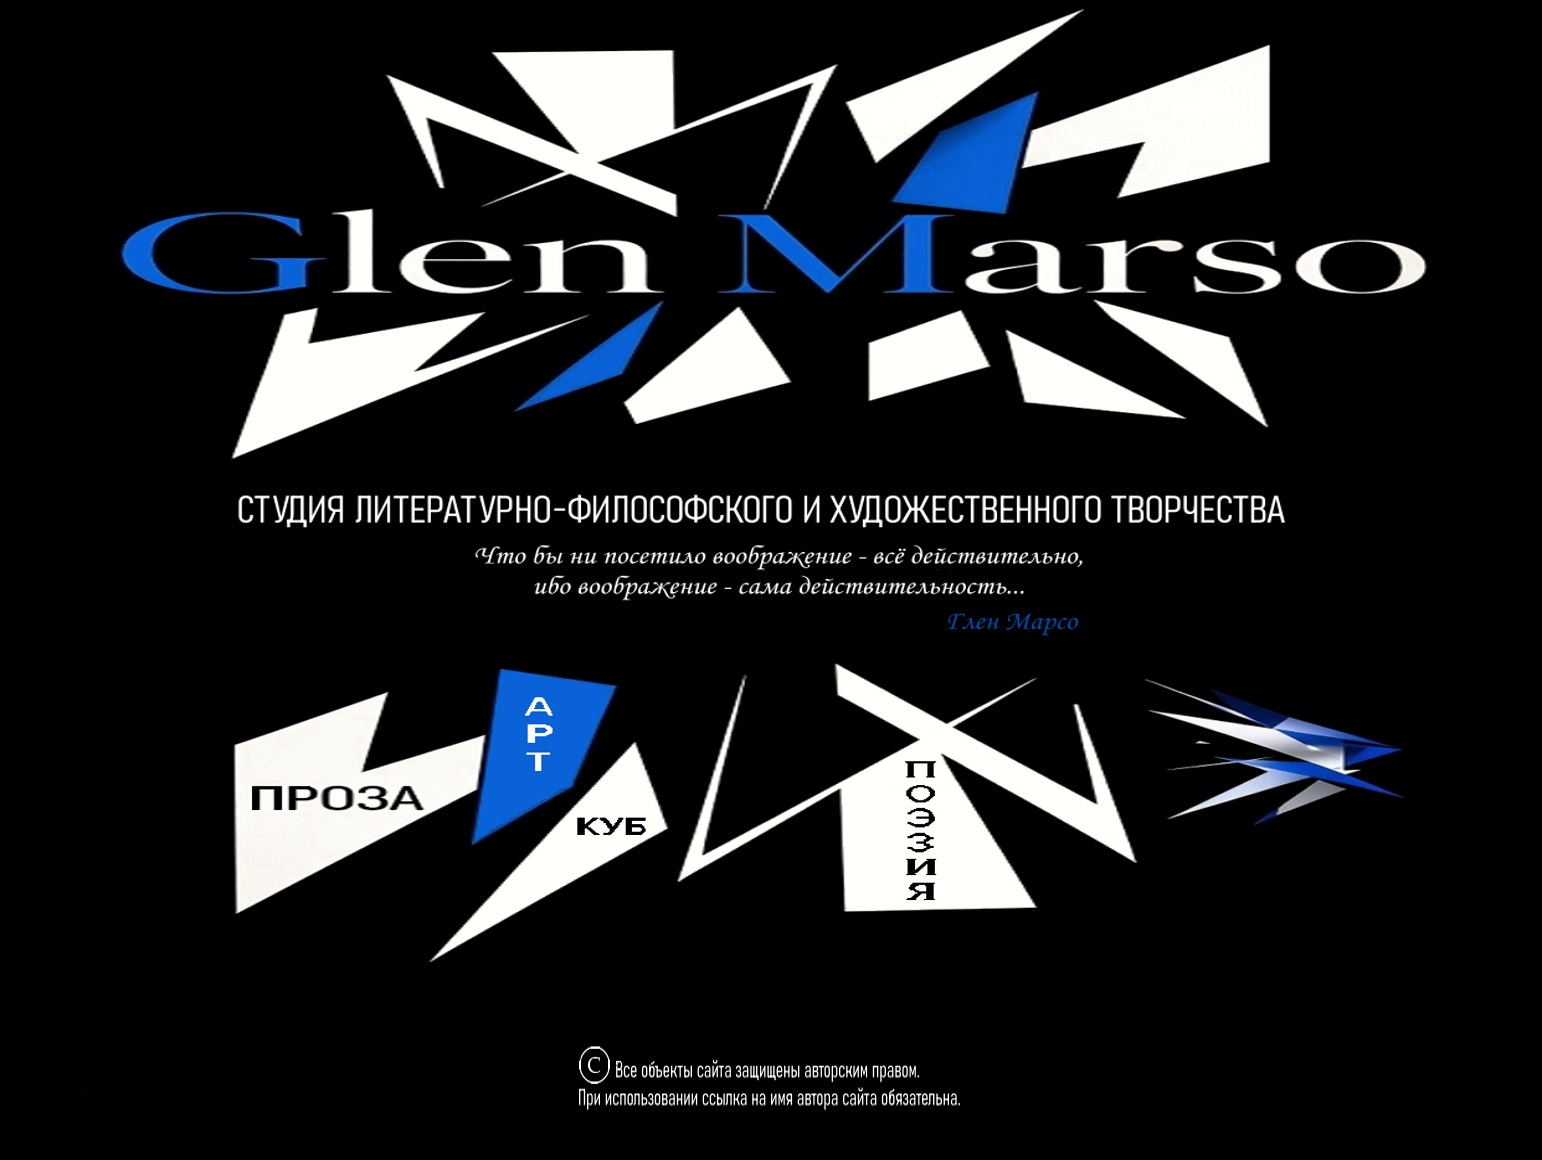 Glen Marso
СТУДИЯ ЛИТЕРАТУРНО-ФИЛОСОФСКОГО И ХУДОЖЕСТВЕННОГО ТВОРЧЕСТВА
Что бы ни посетило воображение - всё действительно,
ибо воображение - сама действительность...
Глен Марсо
ПРОЗА
АРТ
КУБ
ПОЭЗИЯ
© Все объекты сайта защищены авторским правом.
При использовании ссылка на имя автора сайта обязательна.